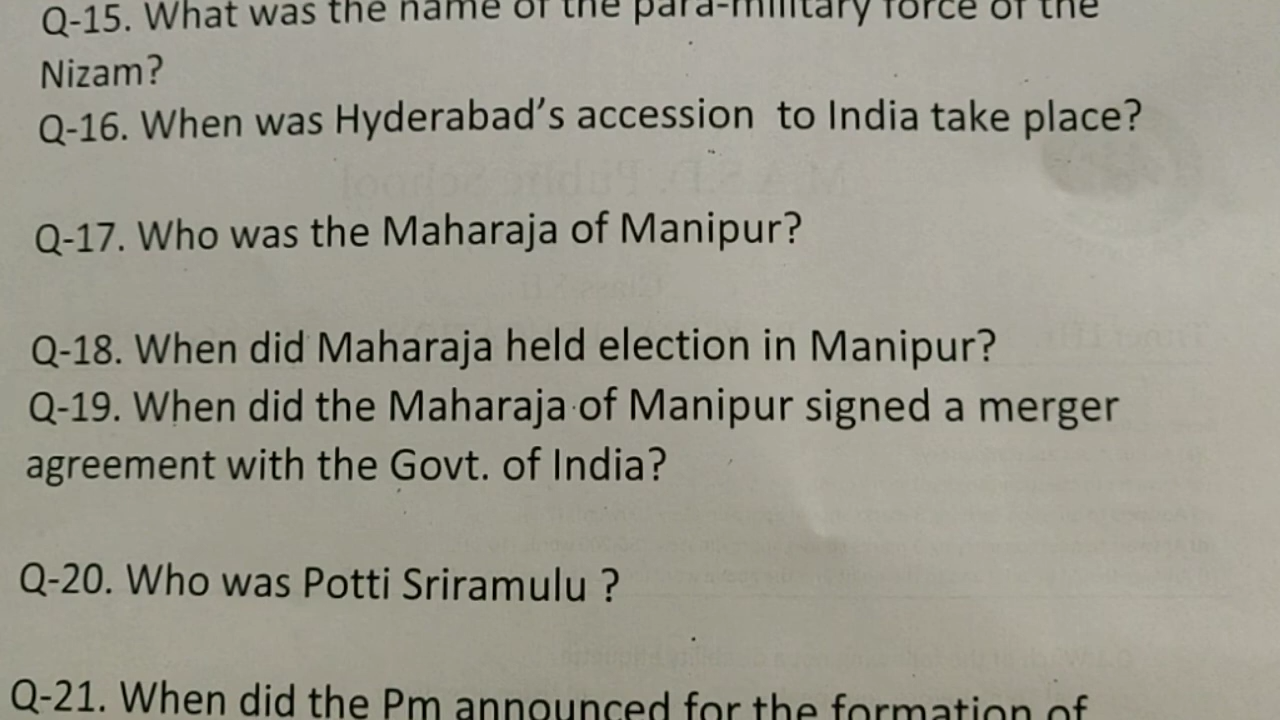 Q-15. What was the name of the para-military force of the
Nizam?
Q-16. When was Hyderabad's accession to India take place?
Q-17. Who was the Maharaja of Manipur?
Q-18. When did Maharaja held election in Manipur?
Q-19. When did the Maharaja of Manipur signed a merger
agreement with the Govt. of India?
Q-20. Who was Potti Sriramulu ?
Q-21. When did the Pm announced for the formation of